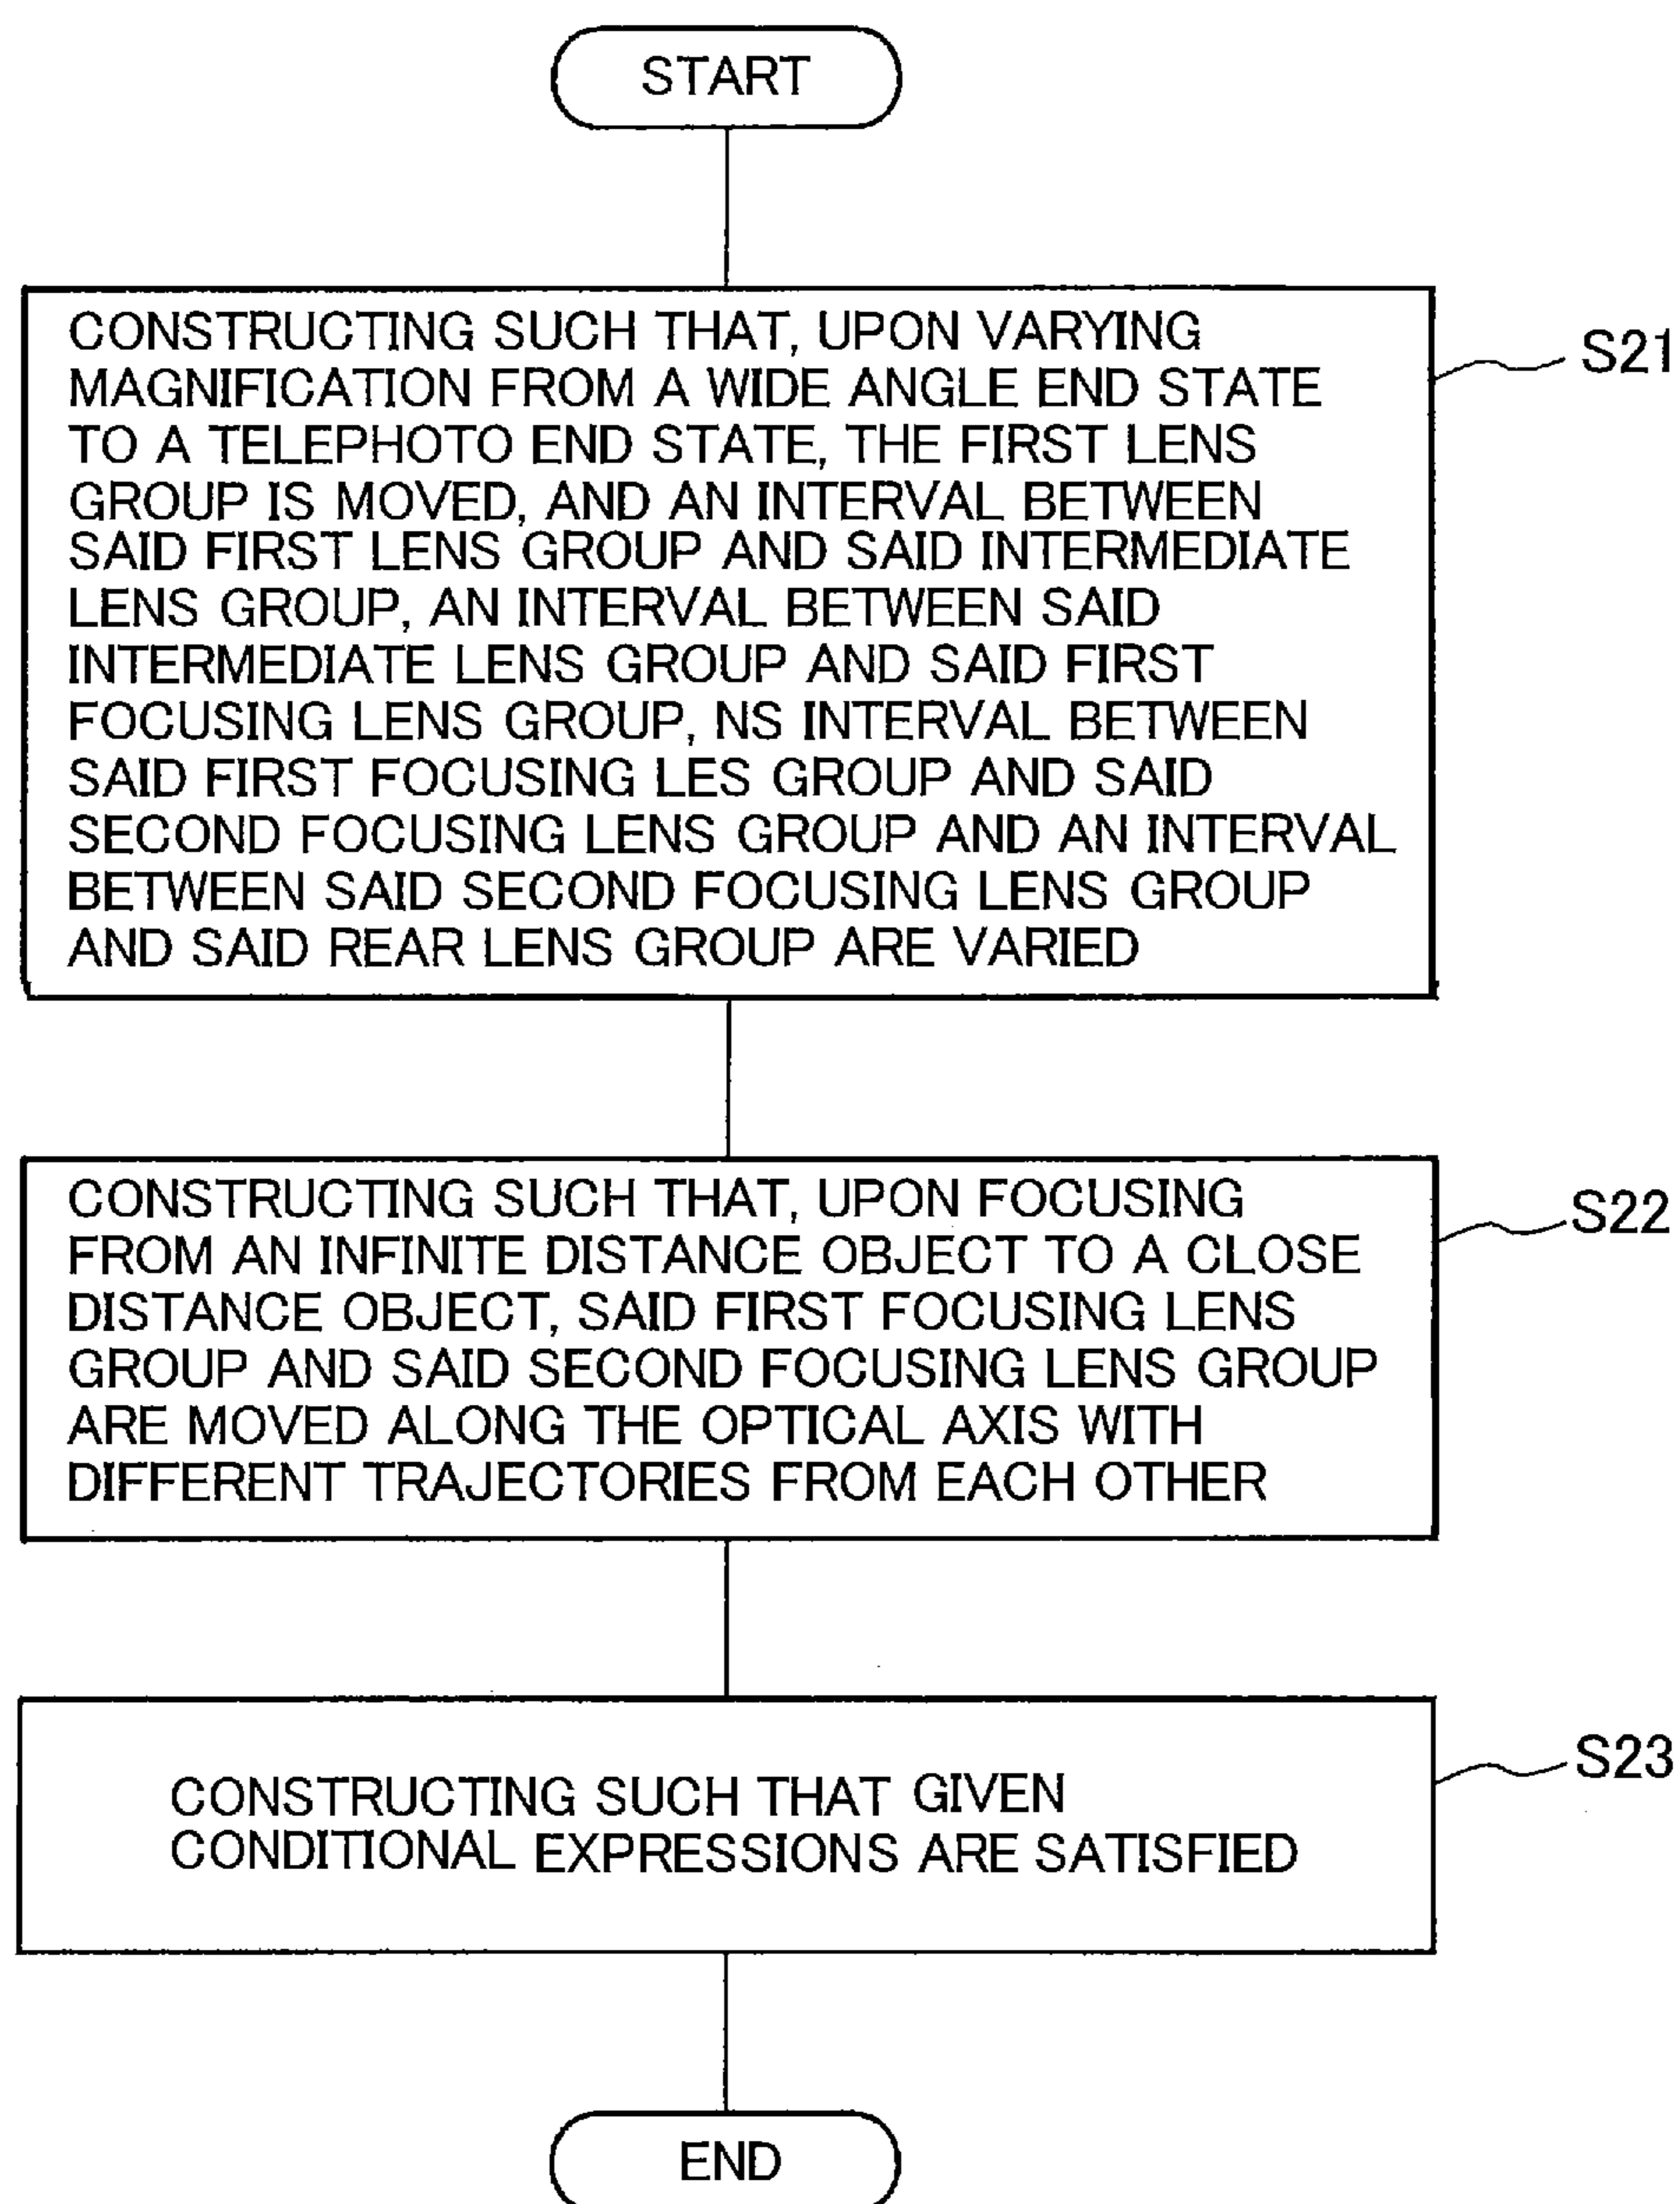 START
CONSTRUCTING SUCH THAT, UPON VARYING
MAGNIFICATION FROM A WIDE ANGLE END STATE
TO A TELEPHOTO END STATE, THE FIRST LENS
GROUP IS MOVED, AND AN INTERVAL BETWEEN
SAID FIRST LENS GROUP AND SAID INTERMEDIATE
LENS GROUP, AN INTERVAL BETWEEN SAID
INTERMEDIATE LENS GROUP AND SAID FIRST
FOCUSING LENS GROUP, NS INTERVAL BETWEEN
SAID FIRST FOCUSING LES GROUP AND SAID
SECOND FOCUSING LENS GROUP AND AN INTERVAL
BETWEEN SAID SECOND FOCUSING LENS GROUP
AND SAID REAR LENS GROUP ARE VARIED
S21
CONSTRUCTING SUCH THAT, UPON FOCUSING
FROM AN INFINITE DISTANCE OBJECT TO A CLOSE
DISTANCE OBJECT, SAID FIRST FOCUSING LENS
GROUP AND SAID SECOND FOCUSING LENS GROUP
ARE MOVED ALONG THE OPTICAL AXIS WITH
DIFFERENT TRAJECTORIES FROM EACH OTHER
S22
CONSTRUCTING SUCH THAT GIVEN
CONDITIONAL EXPRESSIONS ARE SATISFIED
S23
END